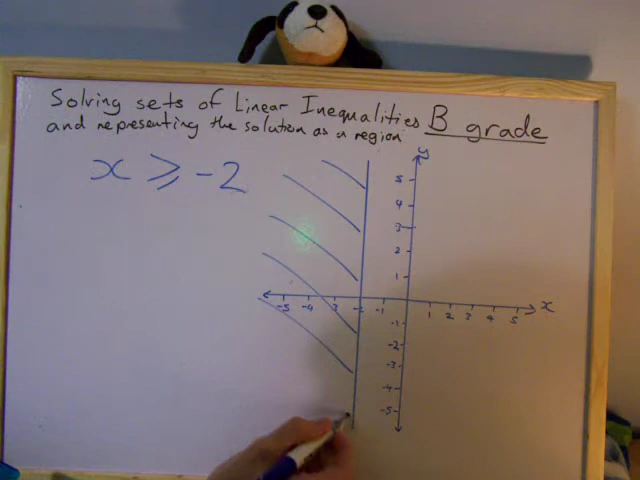 Solving sets of Linear Inequalities B grade
and representing the solution as a region
x ⩾ -2
y
5
4
3
2
1
-5 -4 -3 -2 -1 1 2 3 4 5 x
-1
-2
-3
-4
-5